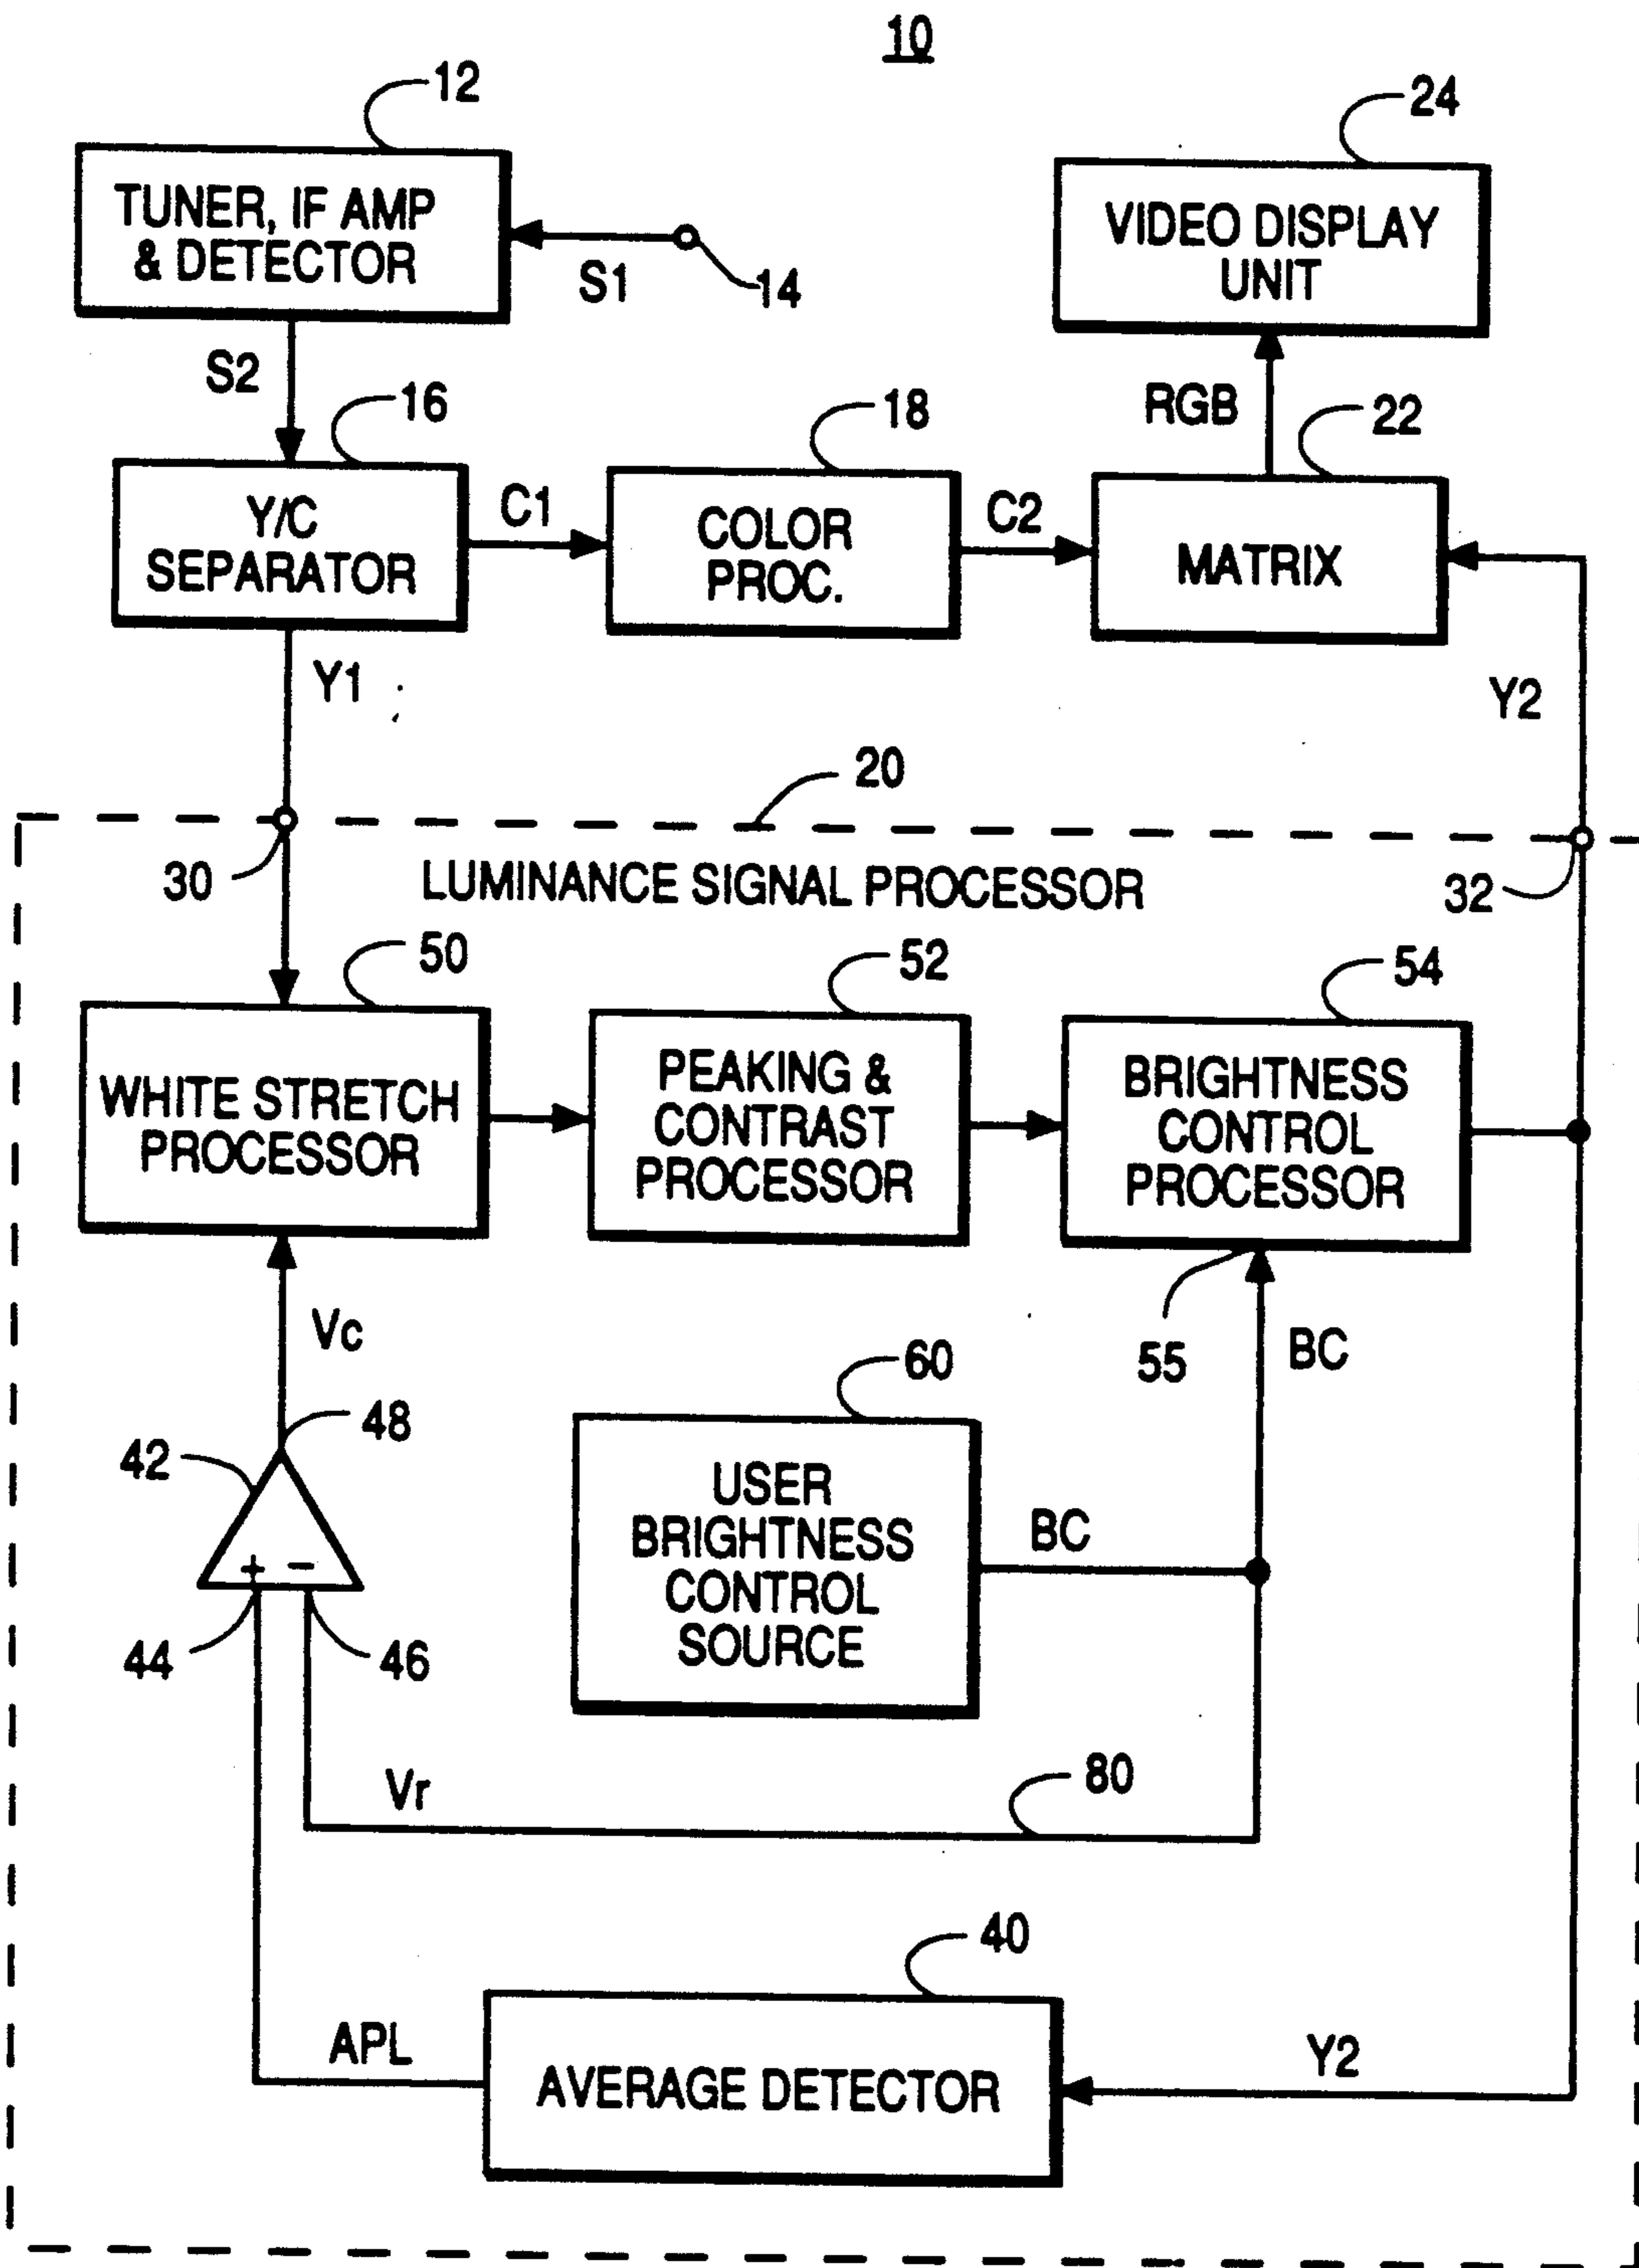 10
12
24
TUNER, IF AMP
& DETECTOR
S1
14
VIDEO DISPLAY
UNIT
S2
16
18
RGB
22
Y/C
SEPARATOR
C1
COLOR
PROC.
C2
MATRIX
Y1
Y2
20
30
LUMINANCE SIGNAL PROCESSOR
32
50
52
54
WHITE STRETCH
PROCESSOR
PEAKING &
CONTRAST
PROCESSOR
BRIGHTNESS
CONTROL
PROCESSOR
Vc
55
BC
60
48
42
+ −
44
46
USER
BRIGHTNESS
CONTROL
SOURCE
BC
Vr
80
40
APL
AVERAGE DETECTOR
Y2